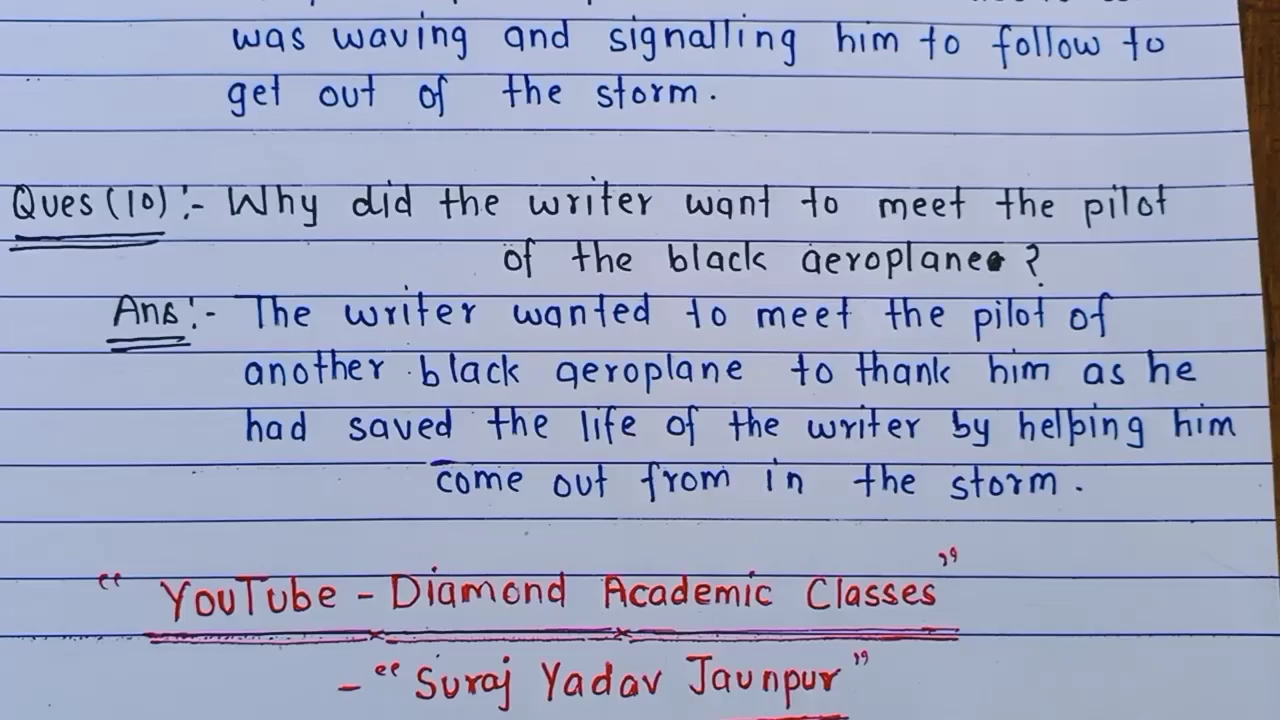 was waving and signalling him to follow to
get out of the storm.
Ques (10) :- Why did the writer want to meet the pilot
of the black aeroplane ?
Ans :- The writer wanted to meet the pilot of
another black aeroplane to thank him as he
had saved the life of the writer by helping him
come out from in the storm.
“ YouTube - Diamond Academic Classes ”
- “ Suraj Yadav Jaunpur ”